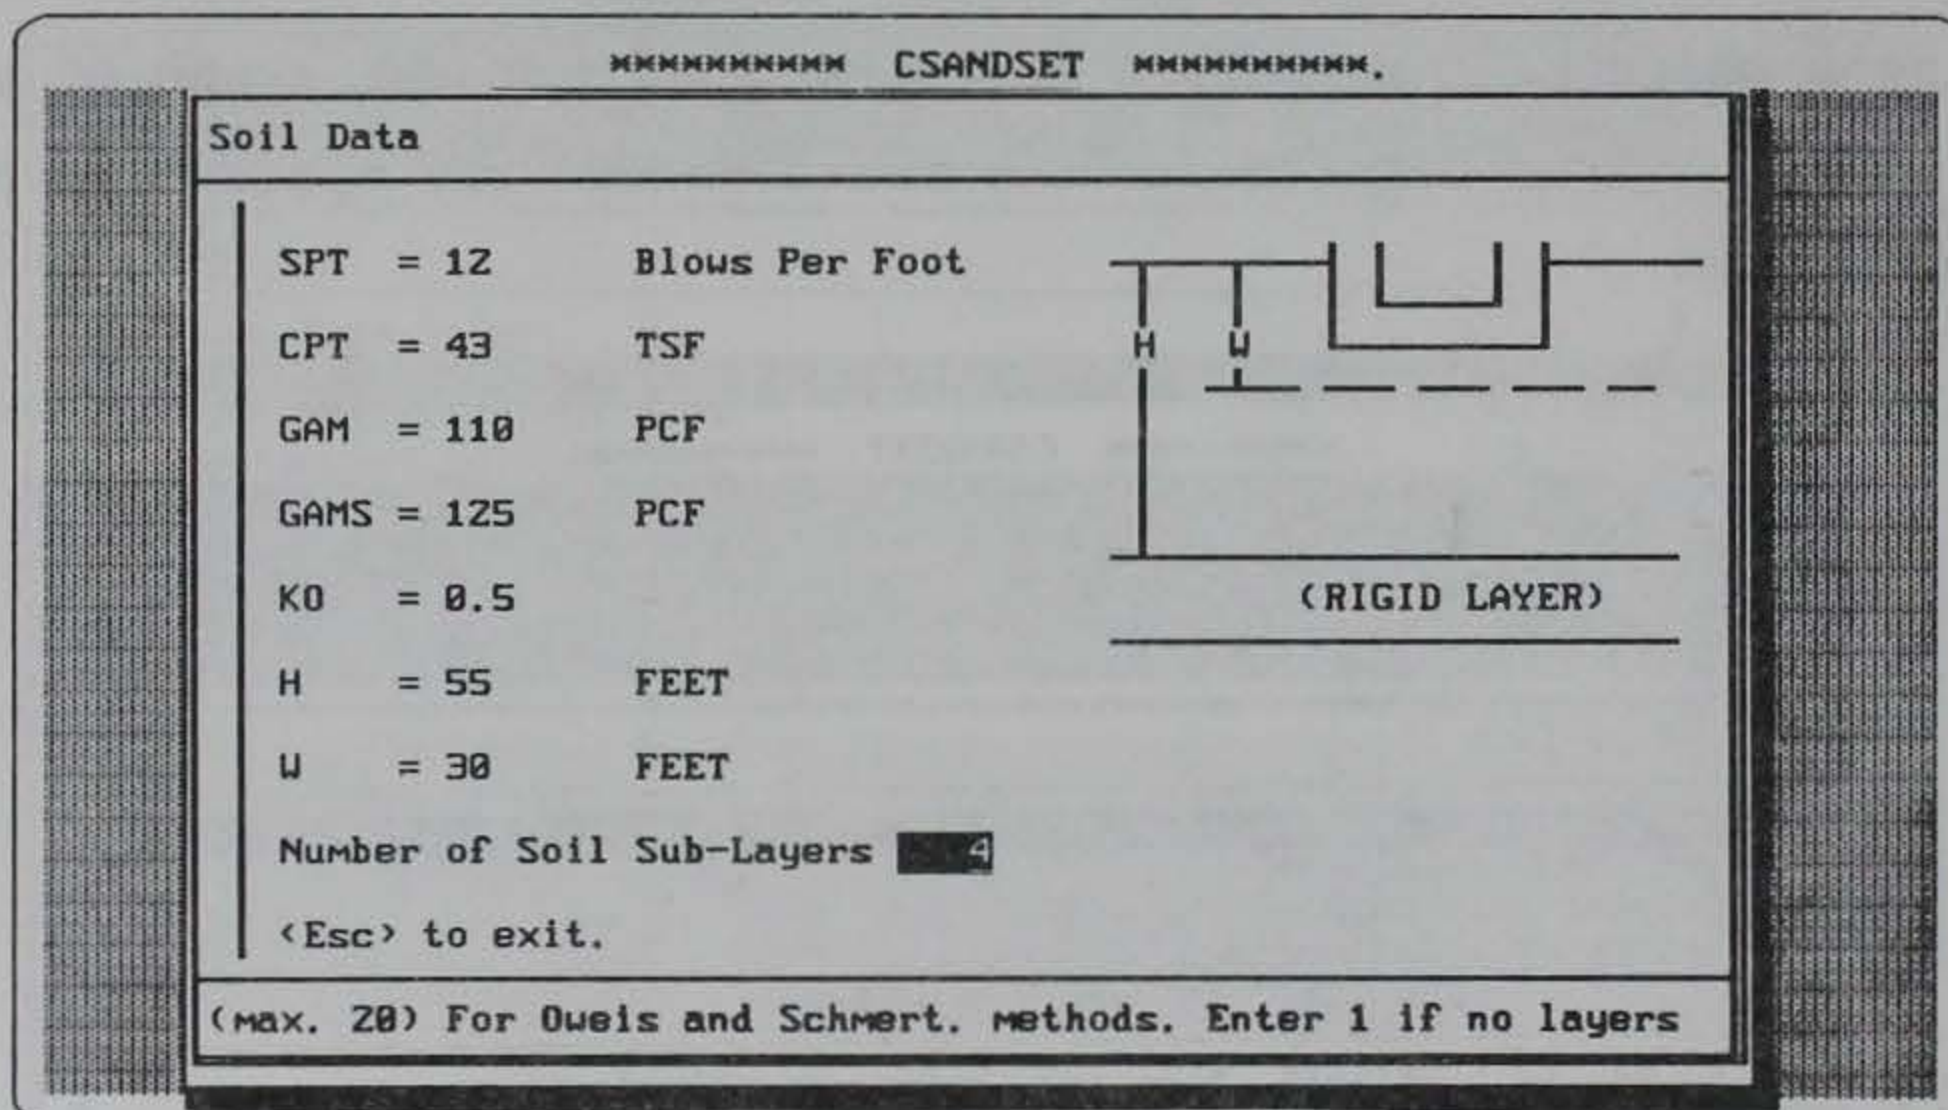 ********** CSANDSET **********.
Soil Data
SPT = 12 Blows Per Foot
CPT = 43 TSF
GAM = 110 PCF
GAMS = 125 PCF
KO = 0.5
H = 55 FEET
W = 30 FEET
Number of Soil Sub-Layers 4
<Esc> to exit.
H W
(RIGID LAYER)
(max. 20) For Oweis and Schmert. methods. Enter 1 if no layers